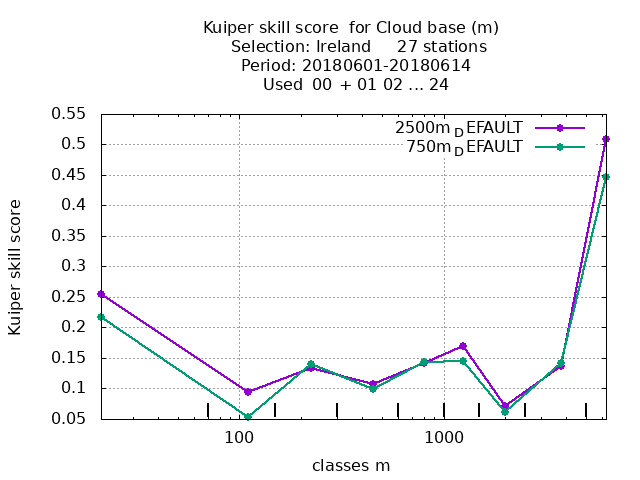 Kuiper skill score  for Cloud base (m)
Selection: Ireland     27 stations
Period: 20180601-20180614
Used  00 + 01 02 ... 24
2500m_DEFAULT
750m_DEFAULT
0.55
0.5
0.45
0.4
0.35
0.3
0.25
0.2
0.15
0.1
0.05
Kuiper skill score
100
1000
classes m